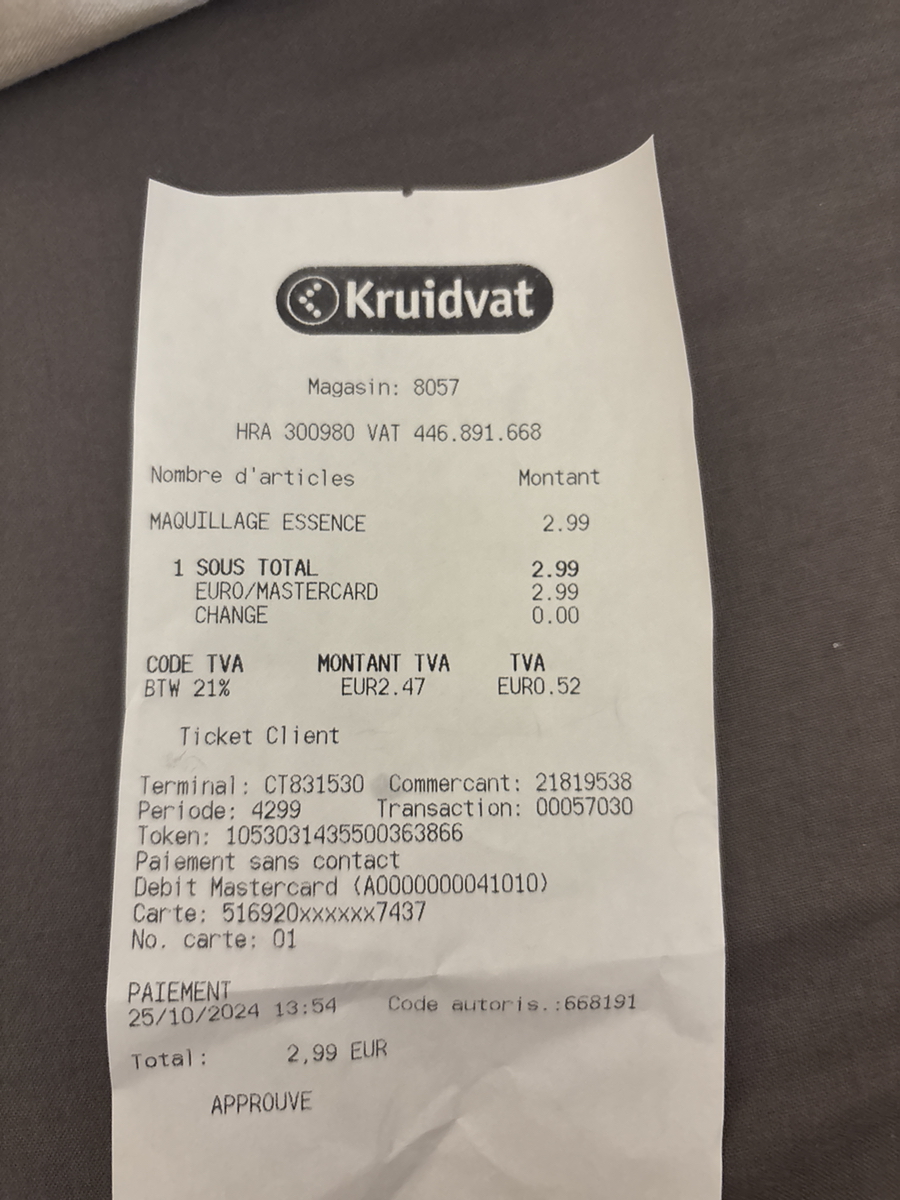 Kruidvat
Magasin: 8057
HRA 300980 VAT 446.891.668
Nombre d'articles Montant
MAQUILLAGE ESSENCE 2.99
1 SOUS TOTAL 2.99
EURO/MASTERCARD 2.99
CHANGE 0.00
CODE TVA MONTANT TVA TVA
BTW 21% EUR2.47 EUR0.52
Ticket Client
Terminal: CT831530 Commercant: 21819538
Periode: 4299 Transaction: 00057030
Token: 1053031435500363866
Paiement sans contact
Debit Mastercard (A0000000041010)
Carte: 516920xxxxxx7437
No. carte: 01
PAIEMENT
25/10/2024 13:54 Code autoris.:668191
Total: 2,99 EUR
APPROUVE